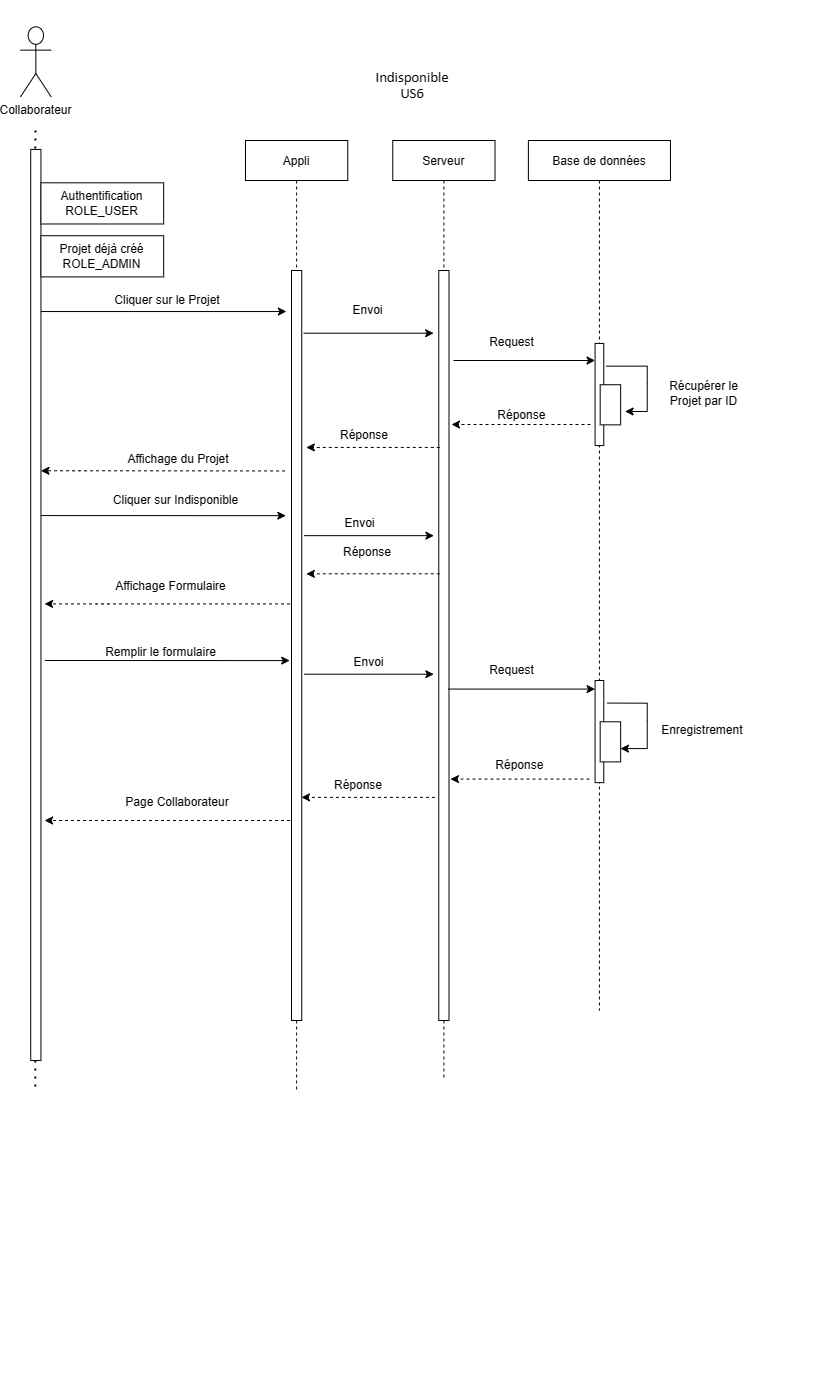 Indisponible
US6
Collaborateur
Appli
Serveur
Base de données
Authentification
ROLE_USER
Projet déjà créé
ROLE_ADMIN
Cliquer sur le Projet
Envoi
Request
Récupérer le
Projet par ID
Réponse
Réponse
Affichage du Projet
Cliquer sur Indisponible
Envoi
Réponse
Affichage Formulaire
Remplir le formulaire
Envoi
Request
Enregistrement
Réponse
Réponse
Page Collaborateur